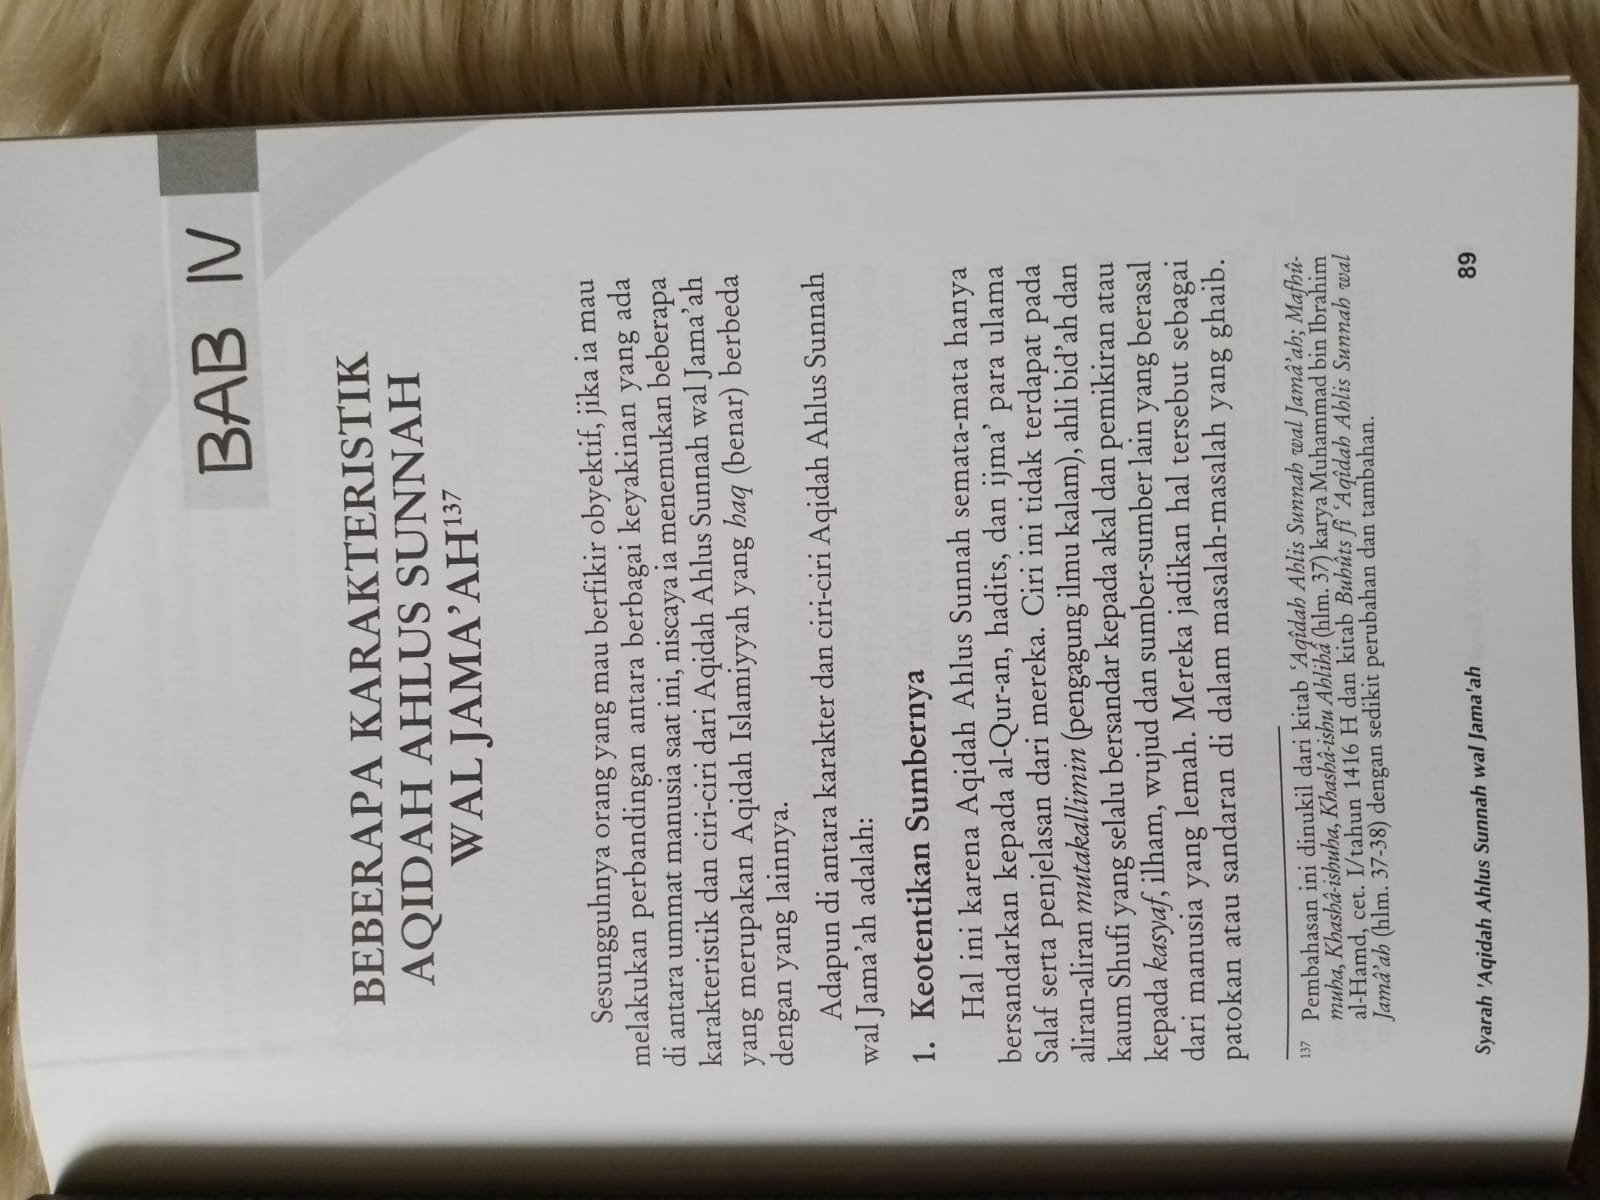 BAB IV
BEBERAPA KARAKTERISTIK
AQIDAH AHLUS SUNNAH
WAL JAMA’AH¹³⁷
Sesungguhnya orang yang mau berfikir obyektif, jika ia mau
melakukan perbandingan antara berbagai keyakinan yang ada
di antara ummat manusia saat ini, niscaya ia menemukan beberapa
karakteristik dan ciri-ciri dari Aqidah Ahlus Sunnah wal Jama’ah
yang merupakan Aqidah Islamiyyah yang haq (benar) berbeda
dengan yang lainnya.
Adapun di antara karakter dan ciri-ciri Aqidah Ahlus Sunnah
wal Jama’ah adalah:
1. Keotentikan Sumbernya
Hal ini karena Aqidah Ahlus Sunnah semata-mata hanya
bersandarkan kepada al-Qur-an, hadits, dan ijma’ para ulama
Salaf serta penjelasan dari mereka. Ciri ini tidak terdapat pada
aliran-aliran mutakallimin (pengagung ilmu kalam), ahli bid’ah dan
kaum Shufi yang selalu bersandar kepada akal dan pemikiran atau
kepada kasyaf, ilham, wujud dan sumber-sumber lain yang berasal
dari manusia yang lemah. Mereka jadikan hal tersebut sebagai
patokan atau sandaran di dalam masalah-masalah yang ghaib.
137 Pembahasan ini dinukil dari kitab ‘Aqîdah Ahlis Sunnah wal Jamâ’ah; Mafhû-
muha, Khashâ-ishuha, Khashâ-ishu Ahlihâ (hlm. 37) karya Muhammad bin Ibrahim
al-Hamd, cet. I/tahun 1416 H dan kitab Buhûts fî ‘Aqîdah Ahlis Sunnah wal
Jamâ’ah (hlm. 37-38) dengan sedikit perubahan dan tambahan.
Syarah 'Aqidah Ahlus Sunnah wal Jama'ah 89